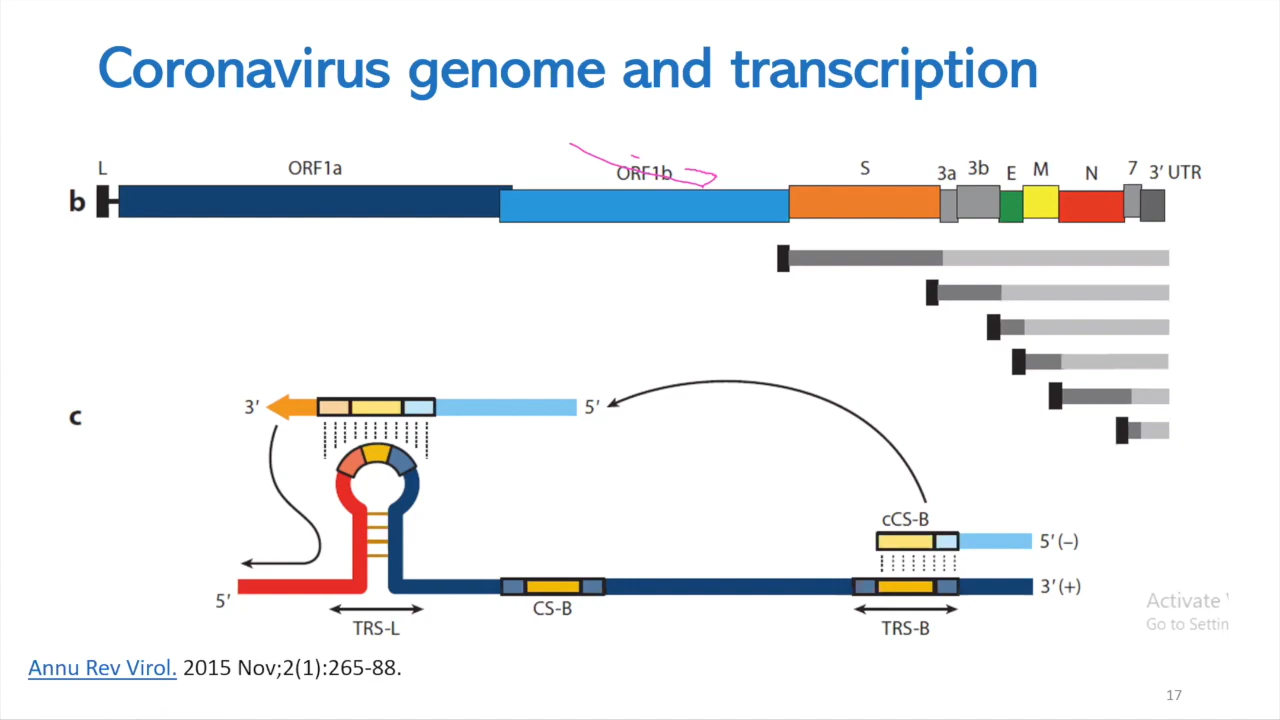 Coronavirus genome and transcription
L ORF1a ORF1b S 3a 3b E M N 7 3′ UTR
b
c
3′ 5′
cCS-B
5′ (–)
5′ 3′ (+)
CS-B
TRS-L TRS-B
Activate
Go to Settin
Annu Rev Virol. 2015 Nov;2(1):265-88.
17